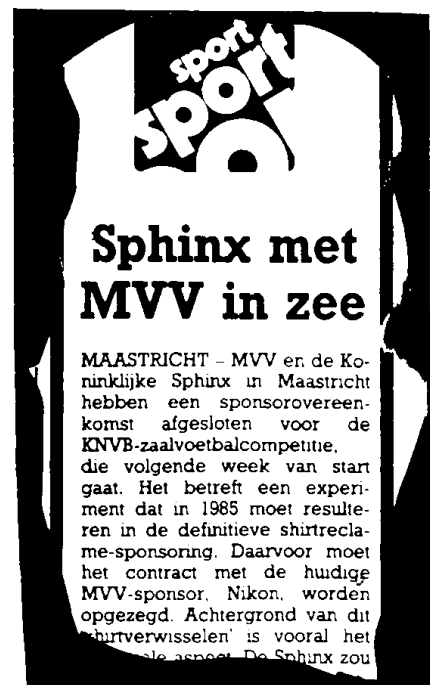 sport
sport
Sphinx met
MVV in zee
MAASTRICHT – MVV en de Ko-
ninklijke Sphinx in Maastricht
hebben een sponsorovereen-
komst afgesloten voor de
KNVB-zaalvoetbalcompetitie,
die volgende week van start
gaat. Het betreft een experi-
ment dat in 1985 moet resulte-
ren in de definitieve shirtrecla-
me-sponsoring. Daarvoor moet
het contract met de huidige
MVV-sponsor, Nikon, worden
opgezegd. Achtergrond van dit
shirtverwisselen' is vooral het
aspect. De Sphinx zou